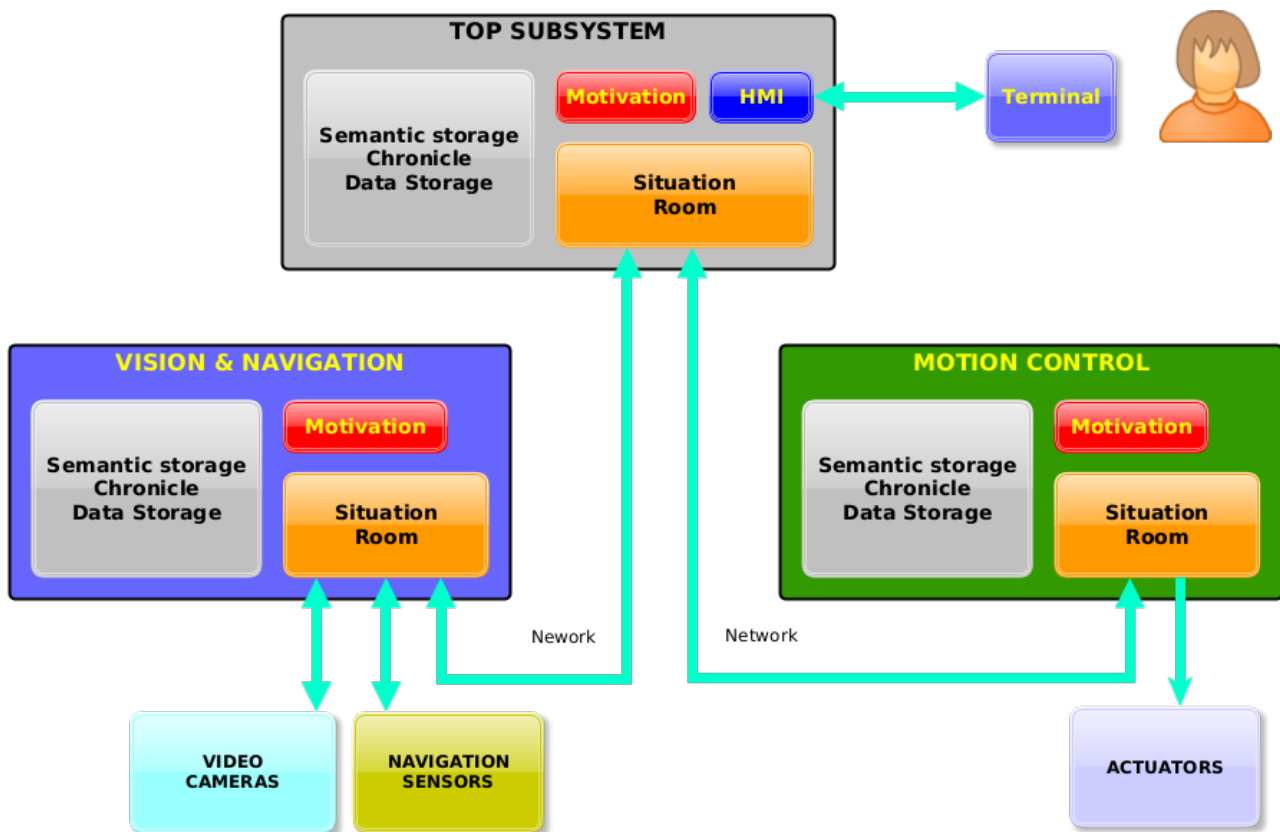 TOP SUBSYSTEM
Semantic storage
Chronicle
Data Storage
Motivation
HMI
Situation
Room
Terminal
VISION & NAVIGATION
Semantic storage
Chronicle
Data Storage
Motivation
Situation
Room
MOTION CONTROL
Semantic storage
Chronicle
Data Storage
Motivation
Situation
Room
Nework
Network
VIDEO
CAMERAS
NAVIGATION
SENSORS
ACTUATORS